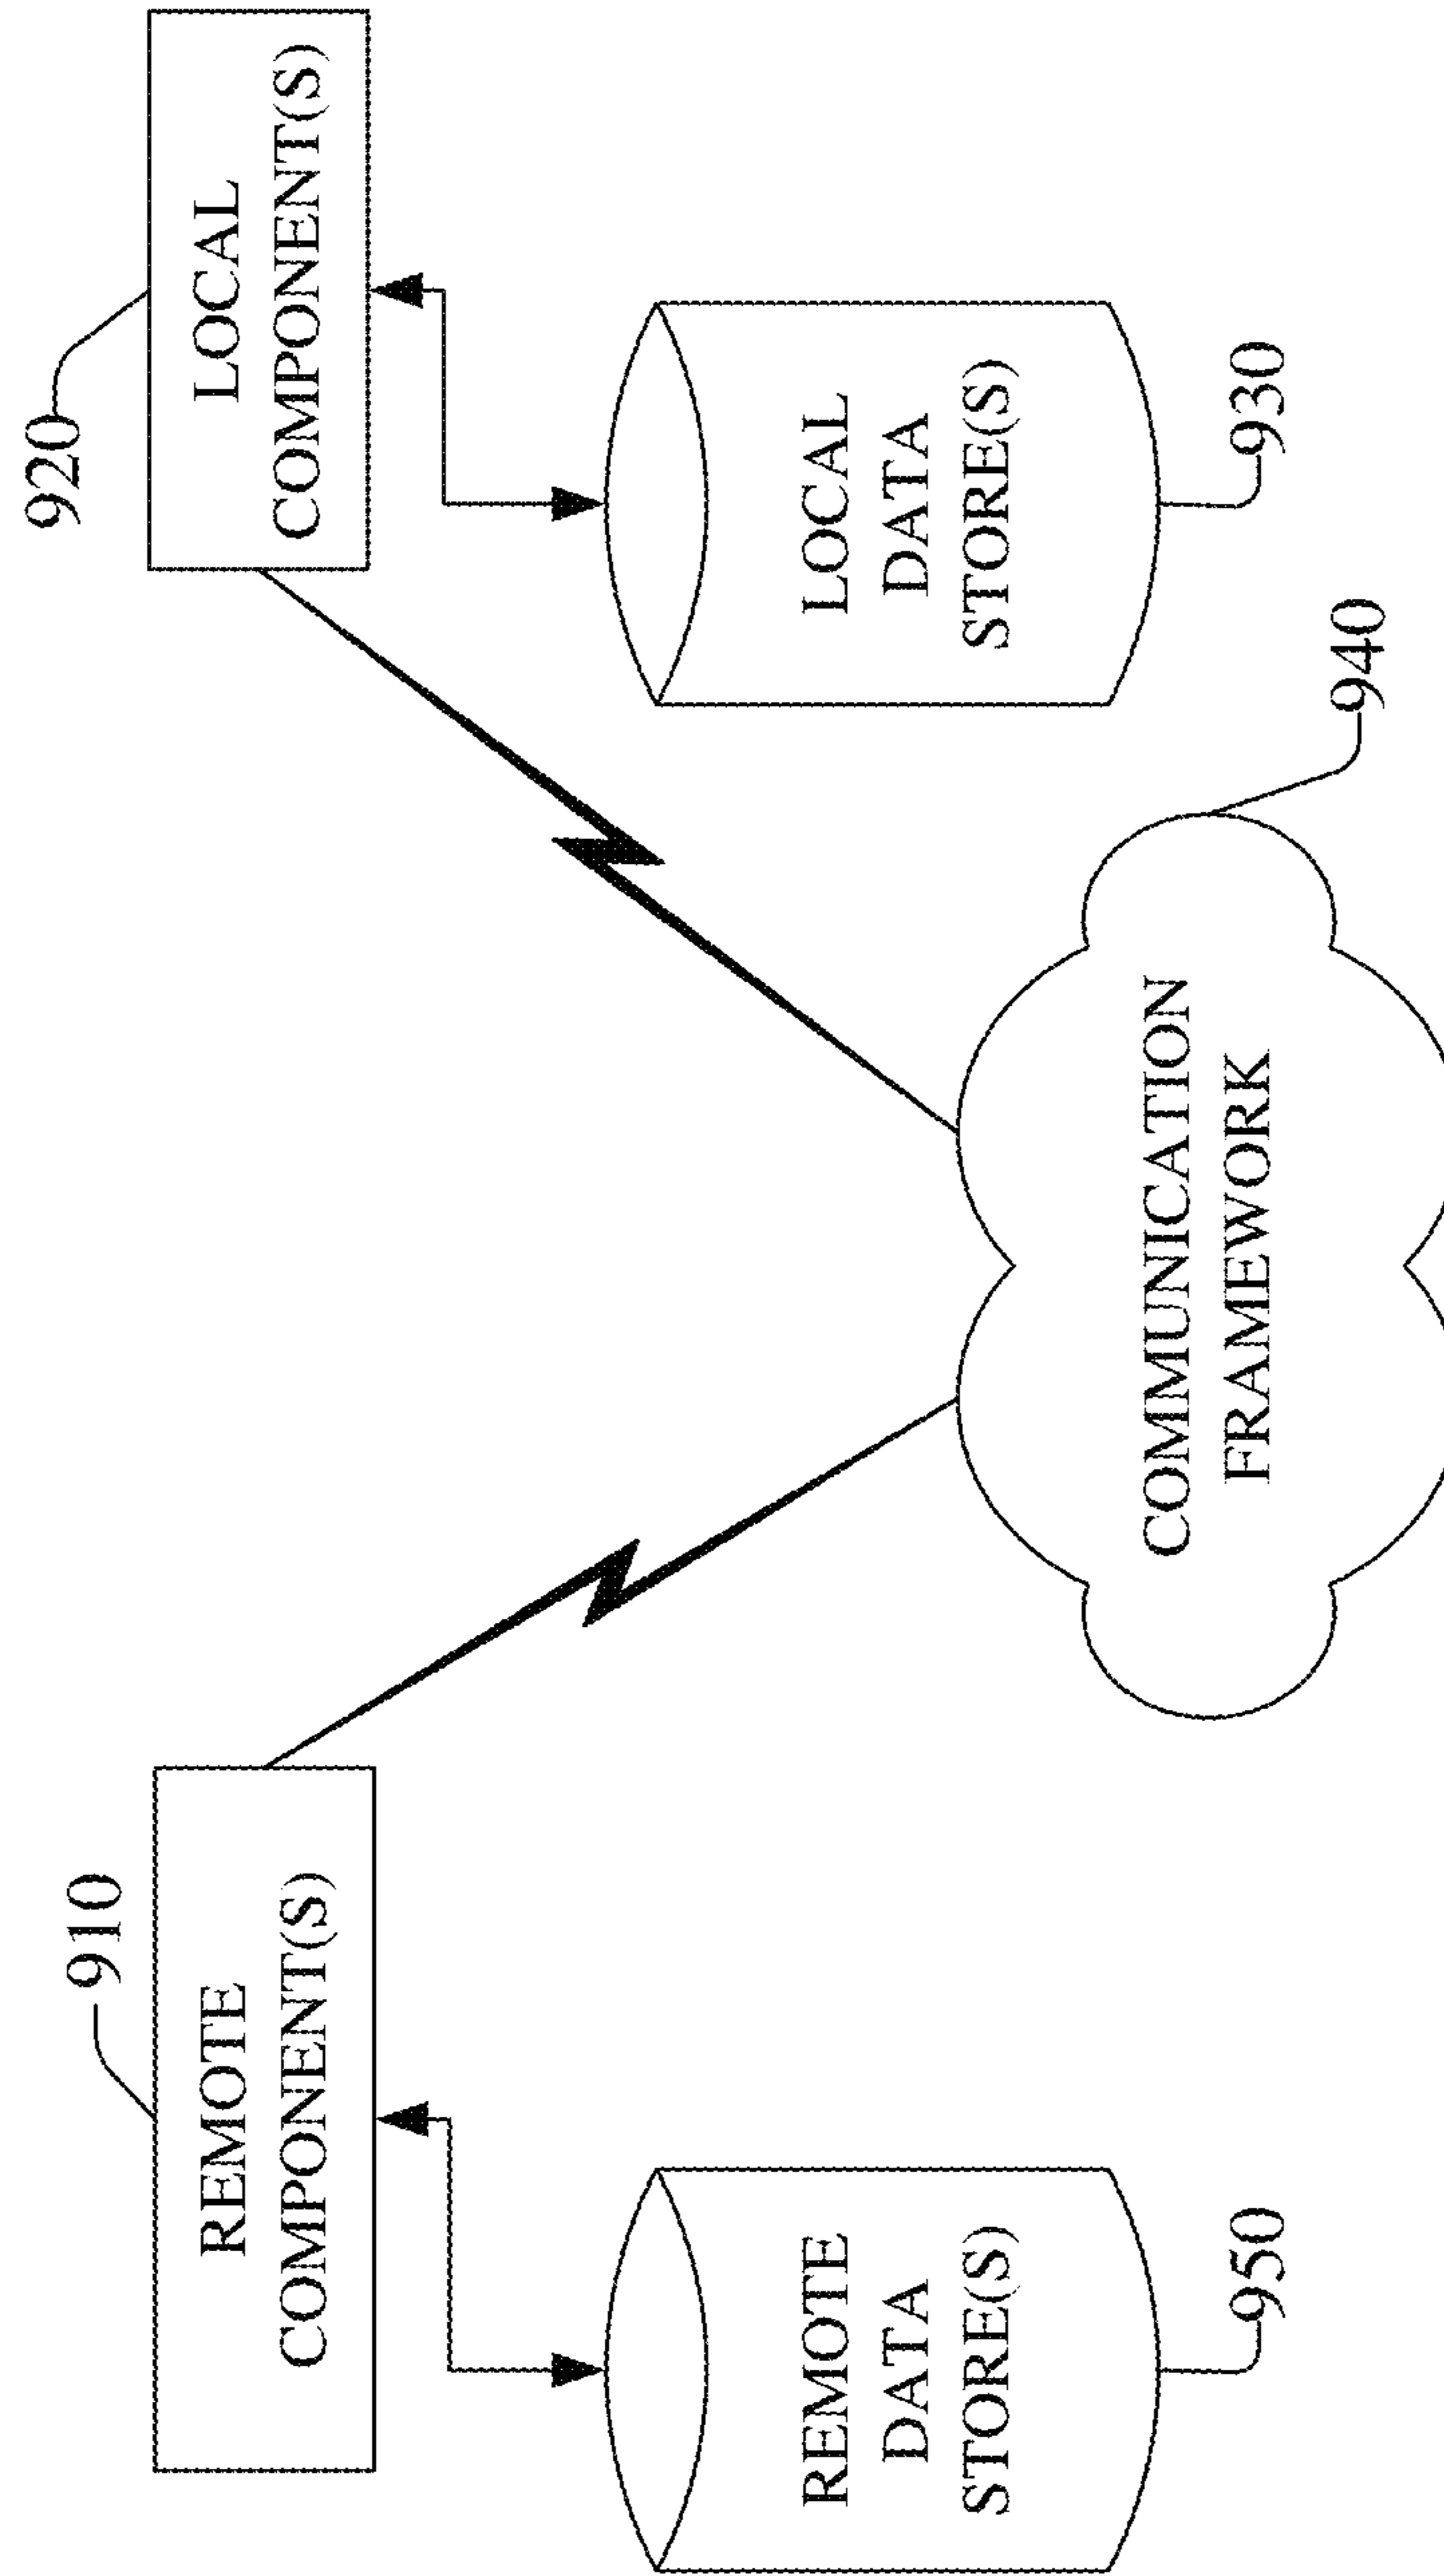 910
REMOTE
COMPONENT(S)
920
LOCAL
COMPONENT(S)
REMOTE
DATA
STORE(S)
950
LOCAL
DATA
STORE(S)
930
COMMUNICATION
FRAMEWORK
940